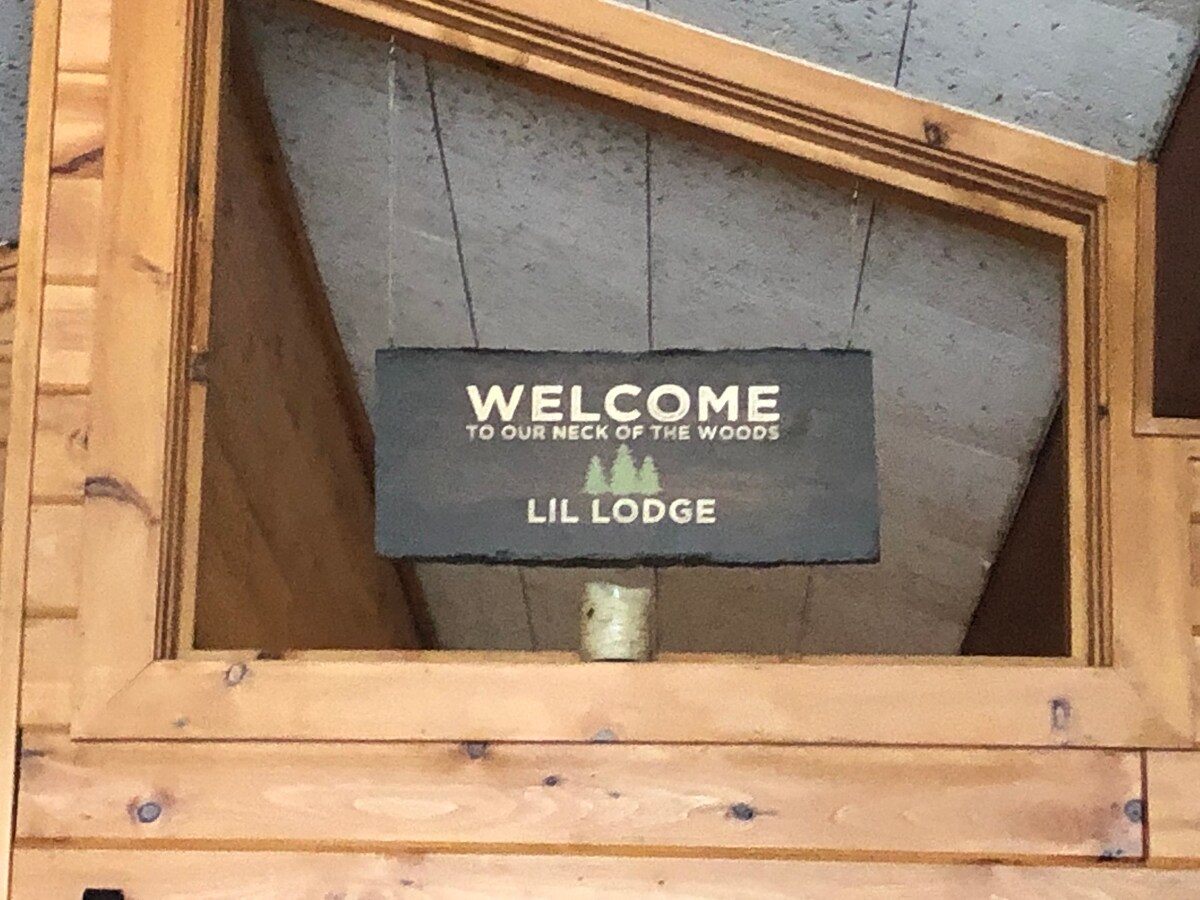 WELCOME
TO OUR NECK OF THE WOODS
LIL LODGE